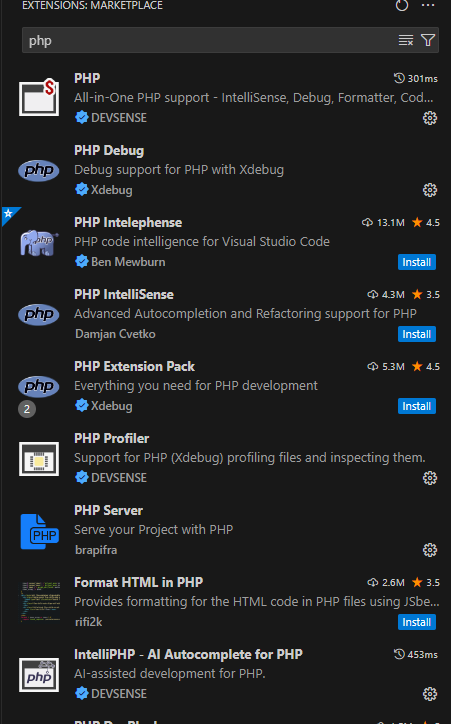 EXTENSIONS: MARKETPLACE
php
PHP
301ms
All-in-One PHP support - IntelliSense, Debug, Formatter, Cod...
DEVSENSE
php
PHP Debug
Debug support for PHP with Xdebug
Xdebug
php
PHP Intelephense
13.1M 4.5
PHP code intelligence for Visual Studio Code
Ben Mewburn
Install
php
PHP IntelliSense
4.3M 3.5
Advanced Autocompletion and Refactoring support for PHP
Damjan Cvetko
Install
php
2
PHP Extension Pack
5.3M 4.5
Everything you need for PHP development
Xdebug
Install
PHP Profiler
Support for PHP (Xdebug) profiling files and inspecting them.
DEVSENSE
PHP
PHP Server
Serve your Project with PHP
brapifra
Format HTML in PHP
2.6M 3.5
Provides formatting for the HTML code in PHP files using JSbe...
rifi2k
Install
php
IntelliPHP - AI Autocomplete for PHP
453ms
AI-assisted development for PHP.
DEVSENSE